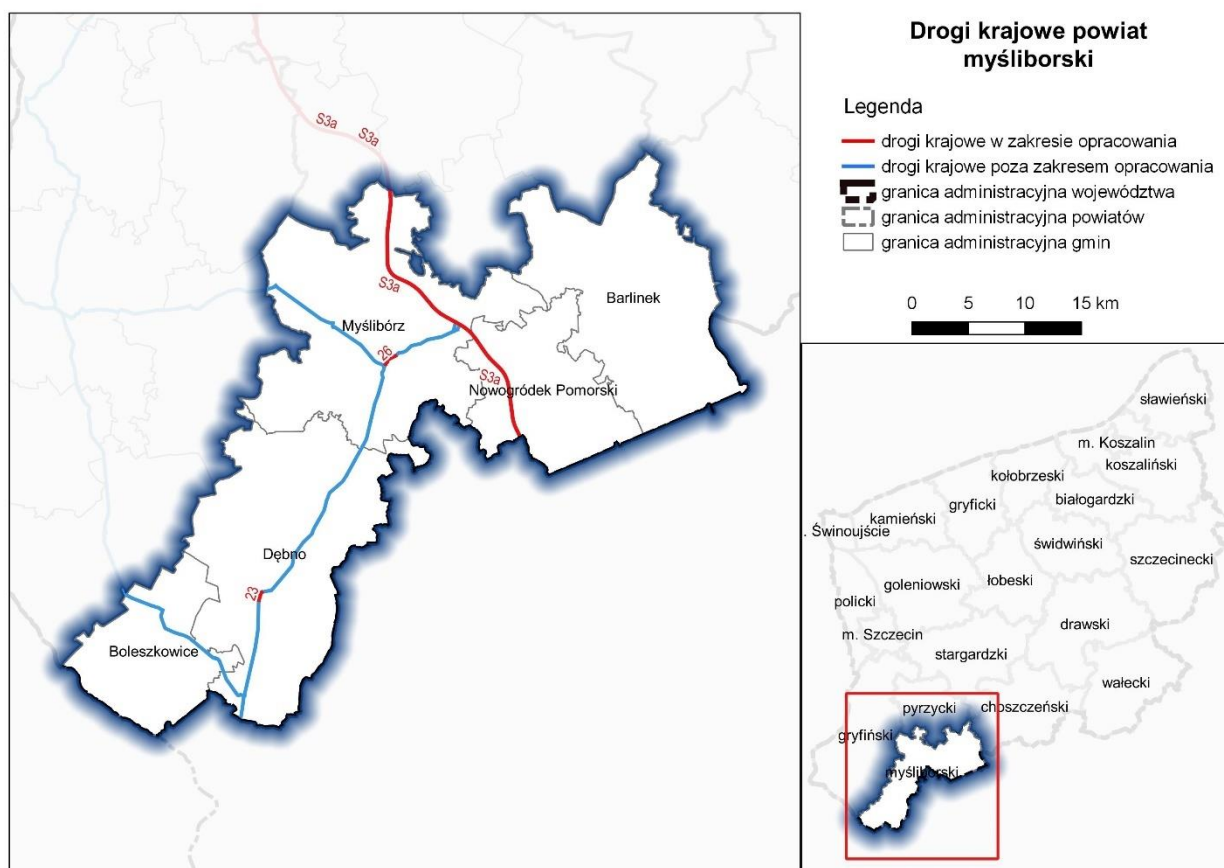 Drogi krajowe powiat
myśliborski
Legenda
drogi krajowe w zakresie opracowania
drogi krajowe poza zakresem opracowania
granica administracyjna województwa
granica administracyjna powiatów
granica administracyjna gmin
0 5 10 15 km
S3a
S3a
S3a
Barlinek
Myślibórz
26
S3a
Nowogródek Pomorski
Dębno
23
Boleszkowice
sławieński
m. Koszalin
koszaliński
kołobrzeski
białogardzki
gryficki
kamieński
. Świnoujście
świdwiński
szczecinecki
łobeski
goleniowski
policki
drawski
m. Szczecin
stargardzki
wałecki
pyrzycki
choszczeński
gryfiński
myśliborski